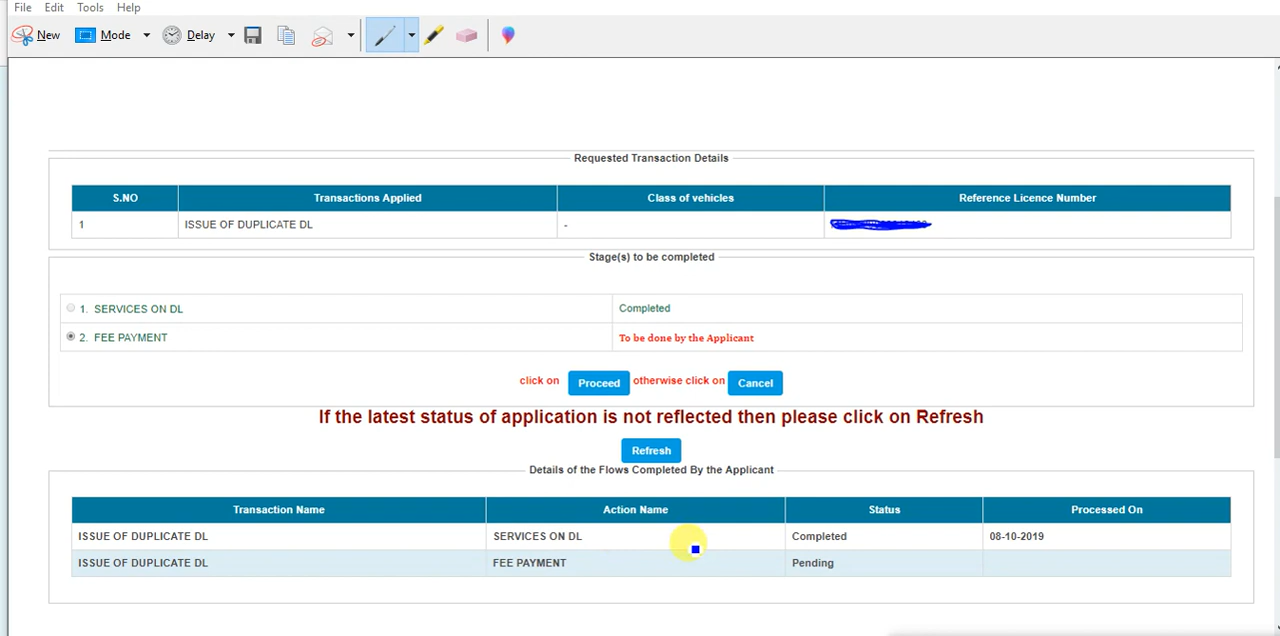 File Edit Tools Help
New Mode Delay
Requested Transaction Details
S.NO Transactions Applied Class of vehicles Reference Licence Number
1 ISSUE OF DUPLICATE DL -
Stage(s) to be completed
1. SERVICES ON DL Completed
2. FEE PAYMENT To be done by the Applicant
click on Proceed otherwise click on Cancel
If the latest status of application is not reflected then please click on Refresh
Refresh
Details of the Flows Completed By the Applicant
Transaction Name Action Name Status Processed On
ISSUE OF DUPLICATE DL SERVICES ON DL Completed 08-10-2019
ISSUE OF DUPLICATE DL FEE PAYMENT Pending